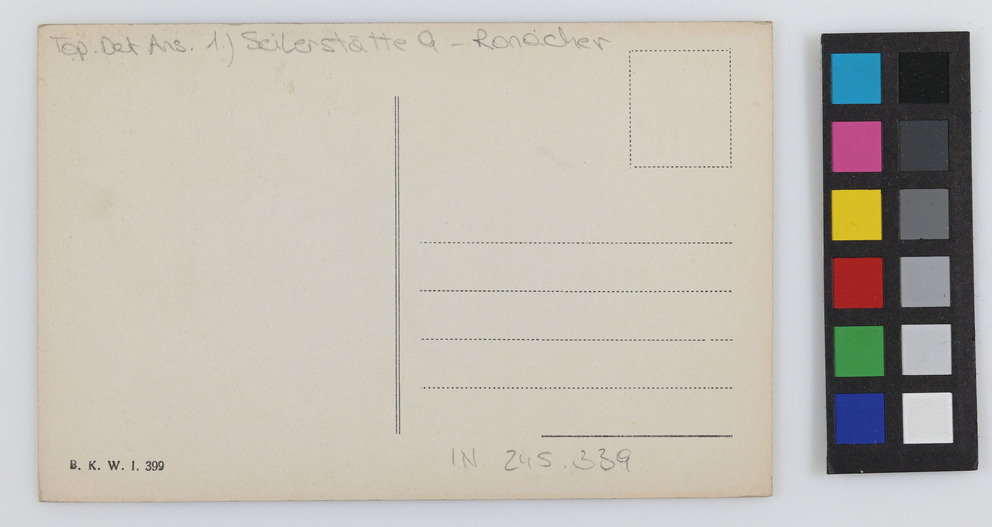 Top. Det Ans. 1.) Seilerstätte 9 - Ronacher
B. K. W. I. 399
IN 245.339